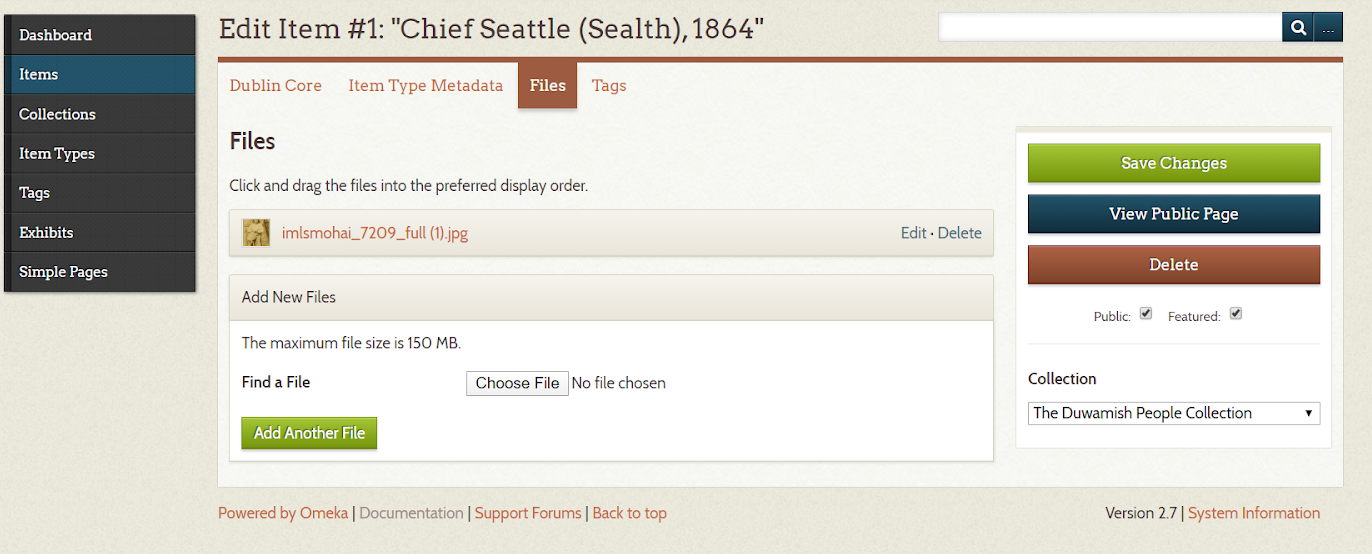 Dashboard
Items
Collections
Item Types
Tags
Exhibits
Simple Pages
Edit Item #1: "Chief Seattle (Sealth), 1864"
...
Dublin Core
Item Type Metadata
Files
Tags
Files
Click and drag the files into the preferred display order.
imlsmohai_7209_full (1).jpg
Edit · Delete
Add New Files
The maximum file size is 150 MB.
Find a File
Choose File No file chosen
Add Another File
Save Changes
View Public Page
Delete
Public:
Featured:
Collection
The Duwamish People Collection
Powered by Omeka | Documentation | Support Forums | Back to top
Version 2.7 | System Information